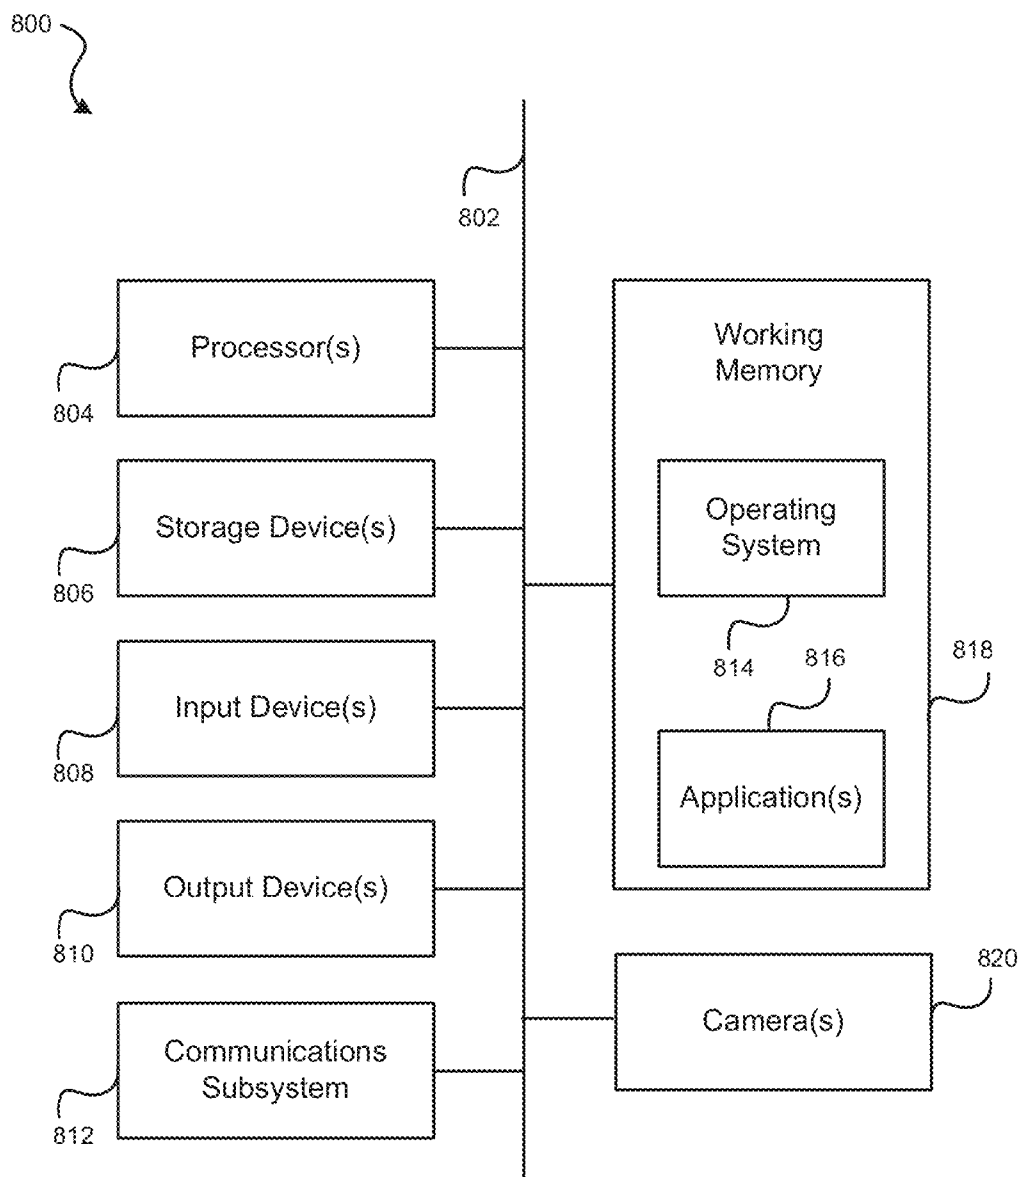 800
802
Processor(s)
804
Working
Memory
Storage Device(s)
806
Operating
System
814
816
818
Input Device(s)
808
Application(s)
Output Device(s)
810
Camera(s)
820
Communications
Subsystem
812